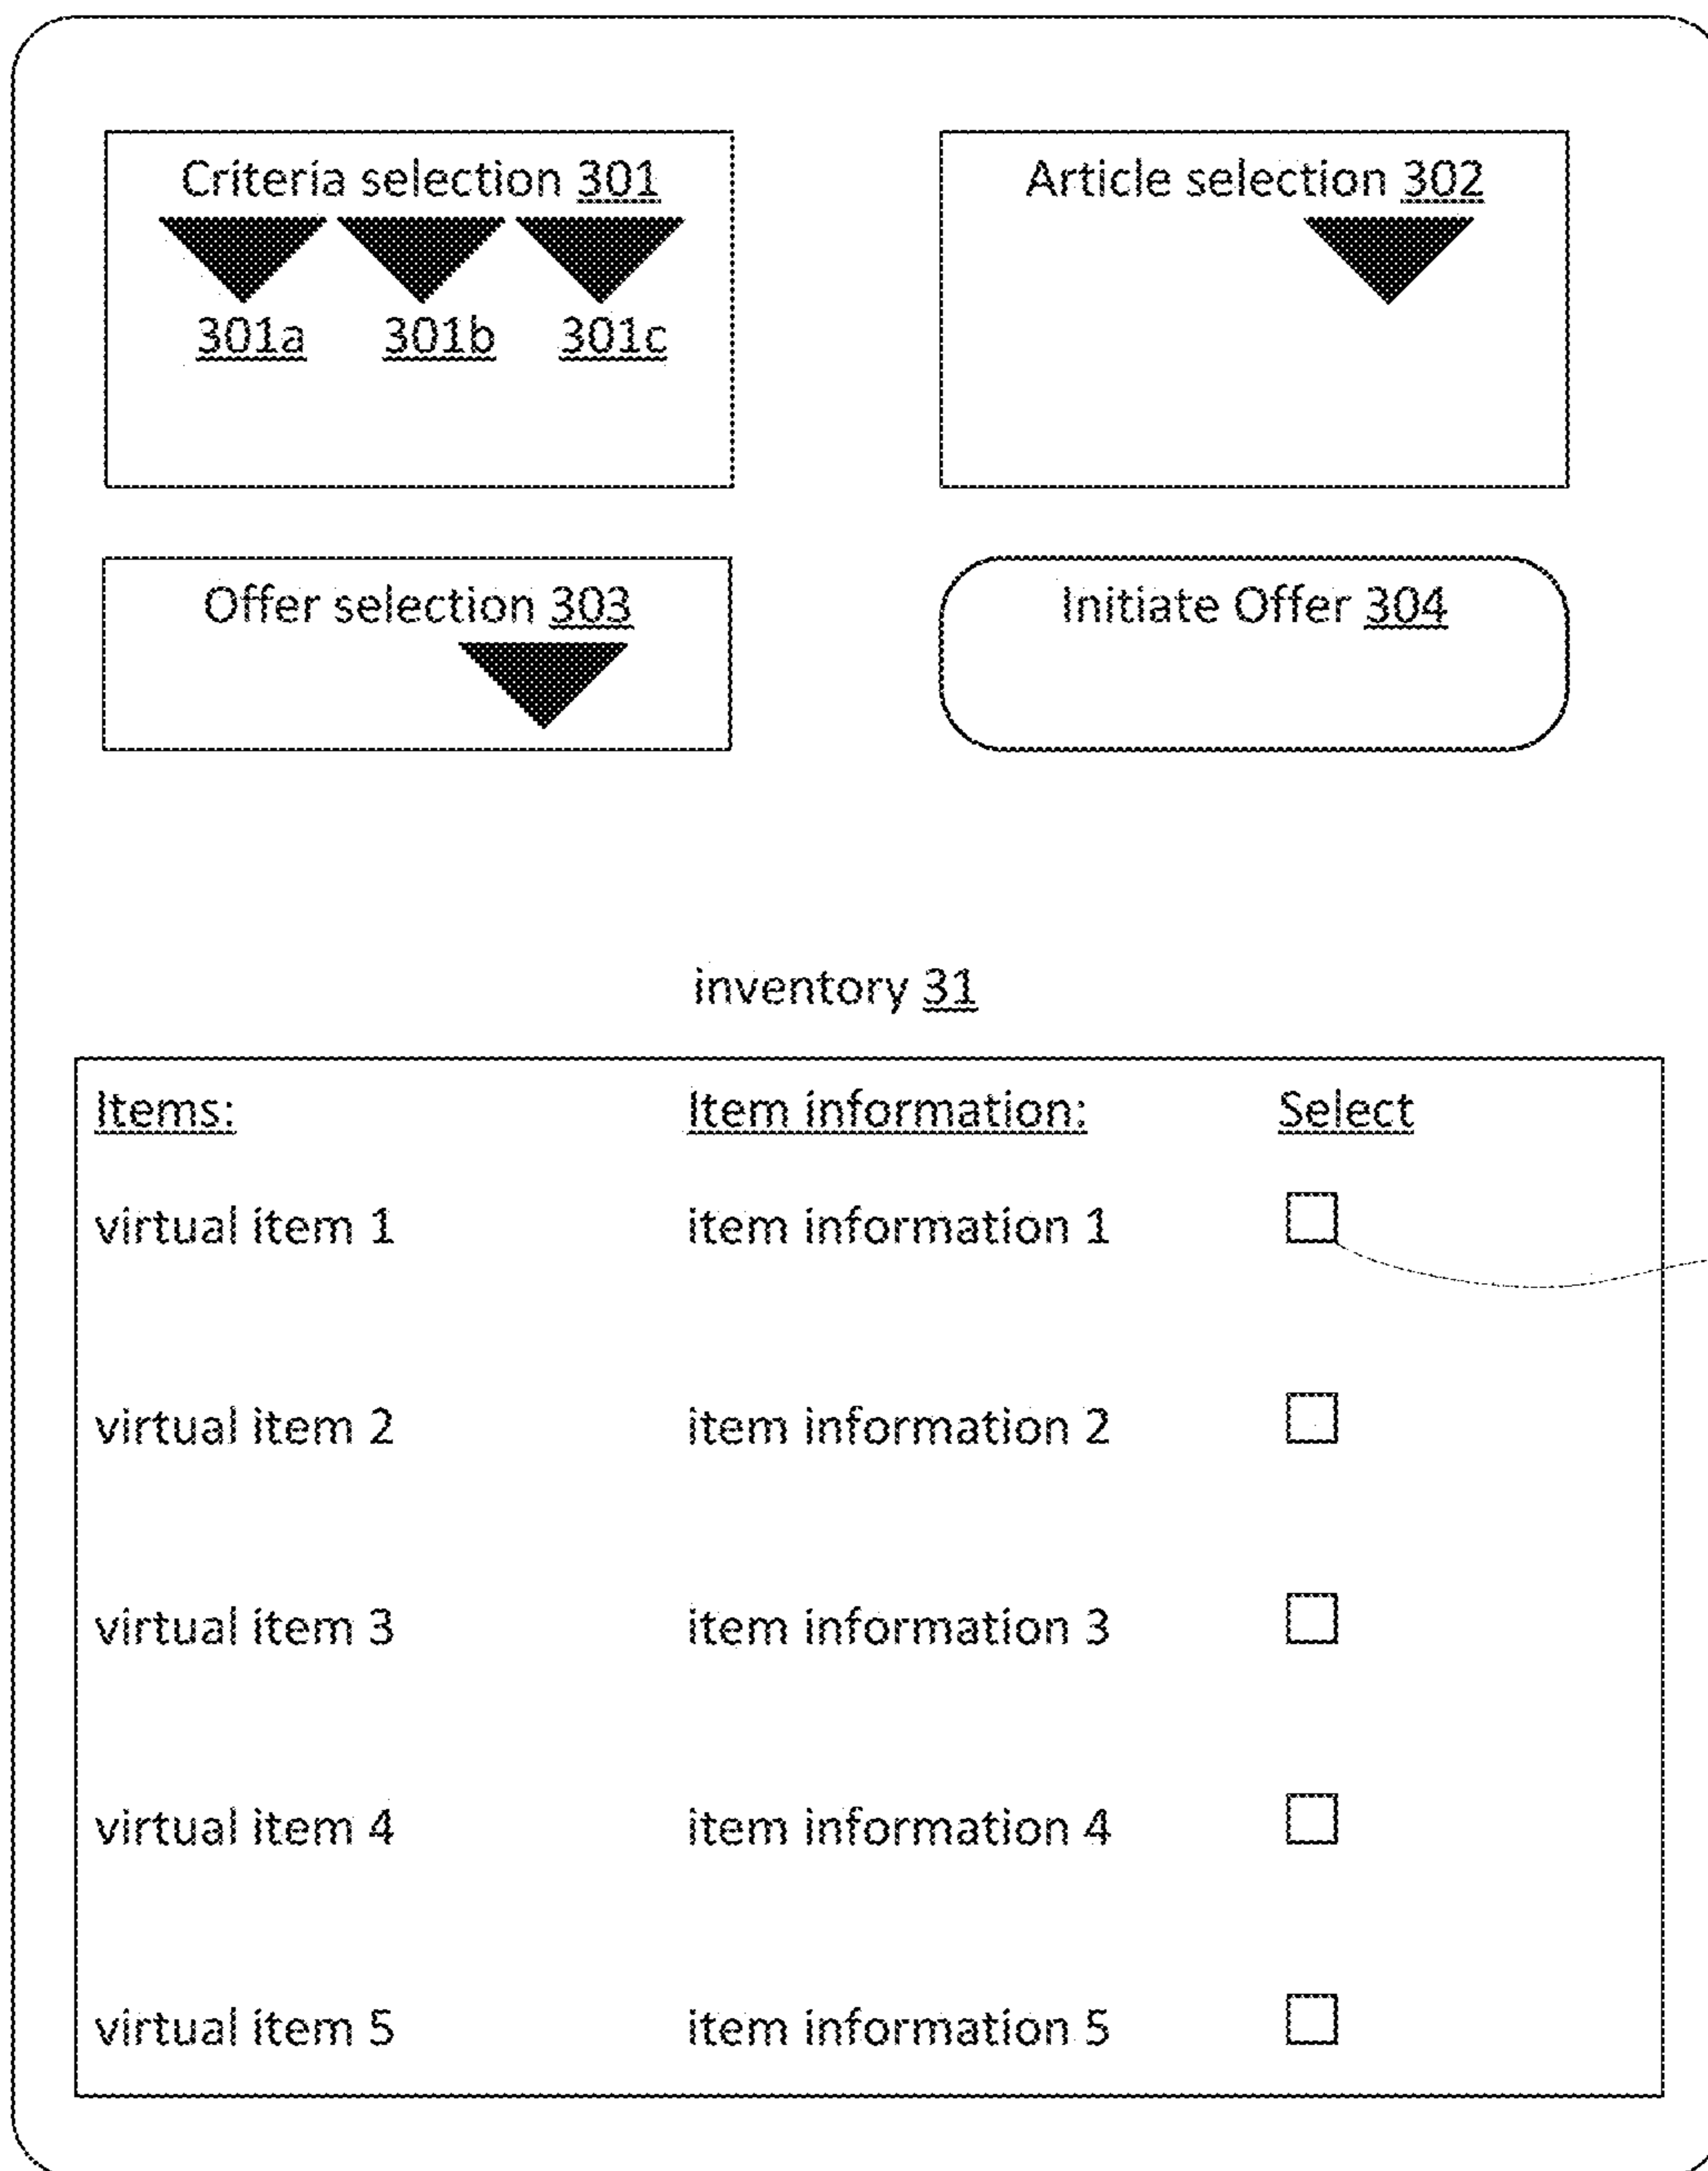 Criteria selection 301
301a 301b 301c
Article selection 302
Offer selection 303
Initiate Offer 304
inventory 31
Items: Item information: Select
virtual item 1 item information 1
virtual item 2 item information 2
virtual item 3 item information 3
virtual item 4 item information 4
virtual item 5 item information 5